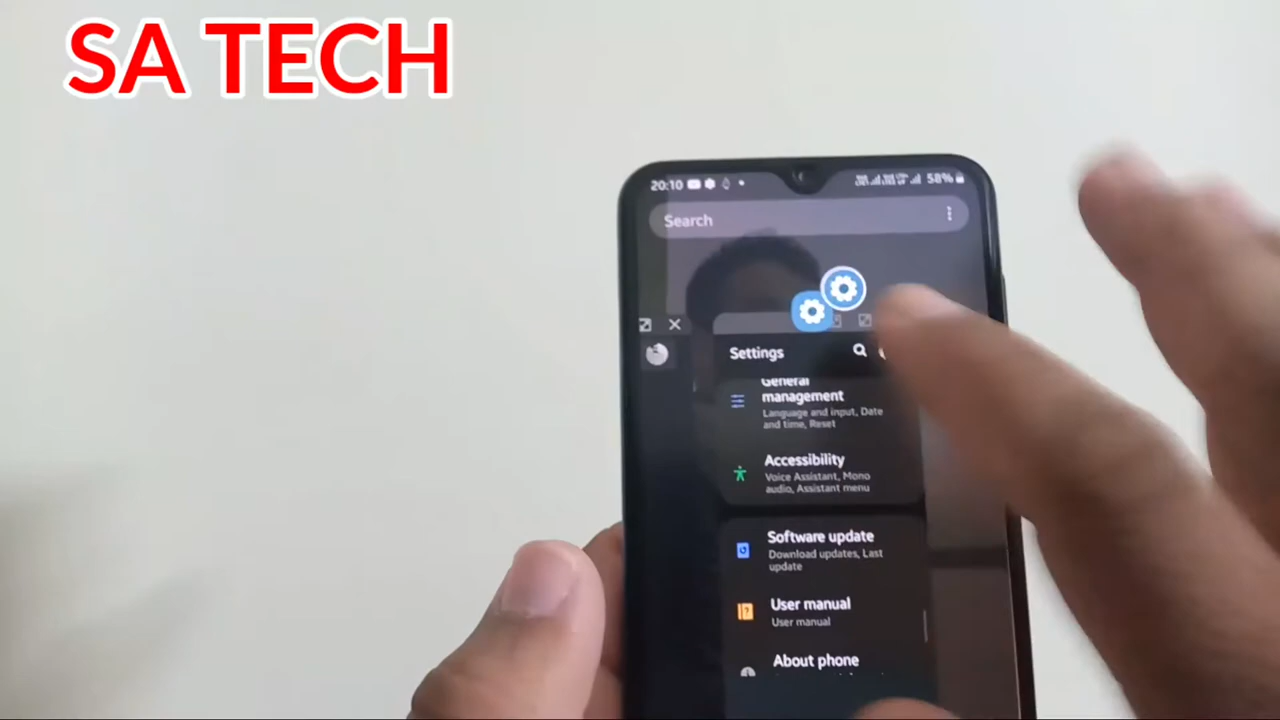 SA TECH
20:10
58%
Search
Settings
General
management
Language and input, Date
and time, Reset
Accessibility
Voice Assistant, Mono
audio, Assistant menu
Software update
Download updates, Last
update
User manual
User manual
About phone